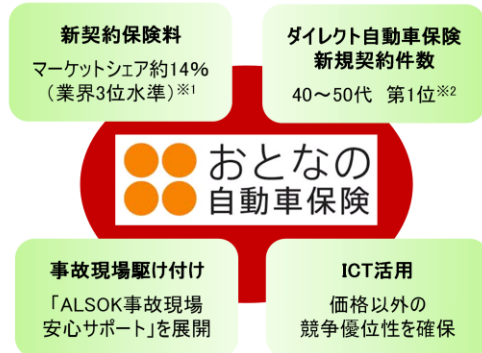 新契約保険料
マーケットシェア約14%
（業界3位水準）※1
ダイレクト自動車保険
新規契約件数
40～50代 第1位※2
おとなの
自動車保険
事故現場駆け付け
「ALSOK事故現場
安心サポート」を展開
ICT活用
価格以外の
競争優位性を確保